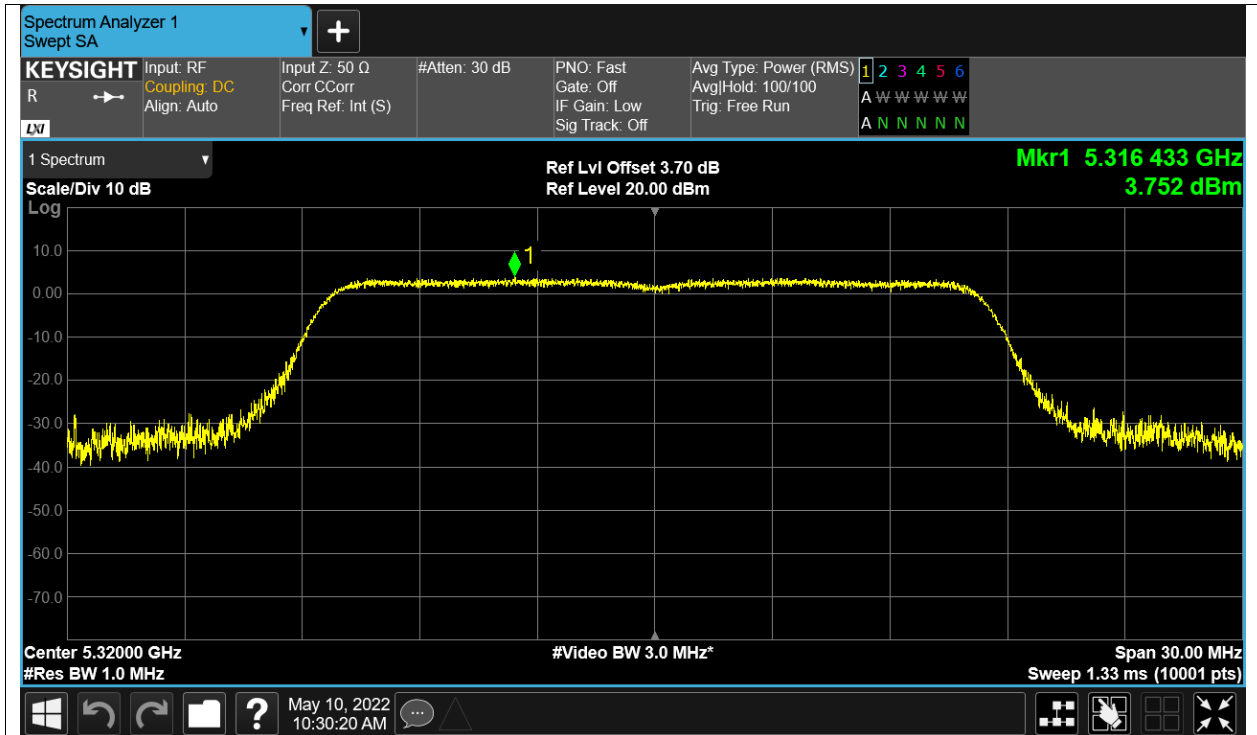 Spectrum Analyzer 1
Swept SA
KEYSIGHT
R
LXI
Input: RF
Coupling: DC
Align: Auto
Input Z: 50 Ω
Corr CCorr
Freq Ref: Int (S)
#Atten: 30 dB
PNO: Fast
Gate: Off
IF Gain: Low
Sig Track: Off
Avg Type: Power (RMS)
Avg|Hold: 100/100
Trig: Free Run
1 2 3 4 5 6
A W W W W W
A N N N N N
1 Spectrum
Scale/Div 10 dB
Log
Ref Lvl Offset 3.70 dB
Ref Level 20.00 dBm
Mkr1 5.316 433 GHz
3.752 dBm
1
10.0
0.00
-10.0
-20.0
-30.0
-40.0
-50.0
-60.0
-70.0
Center 5.32000 GHz
#Res BW 1.0 MHz
#Video BW 3.0 MHz*
Span 30.00 MHz
Sweep 1.33 ms (10001 pts)
?
May 10, 2022
10:30:20 AM